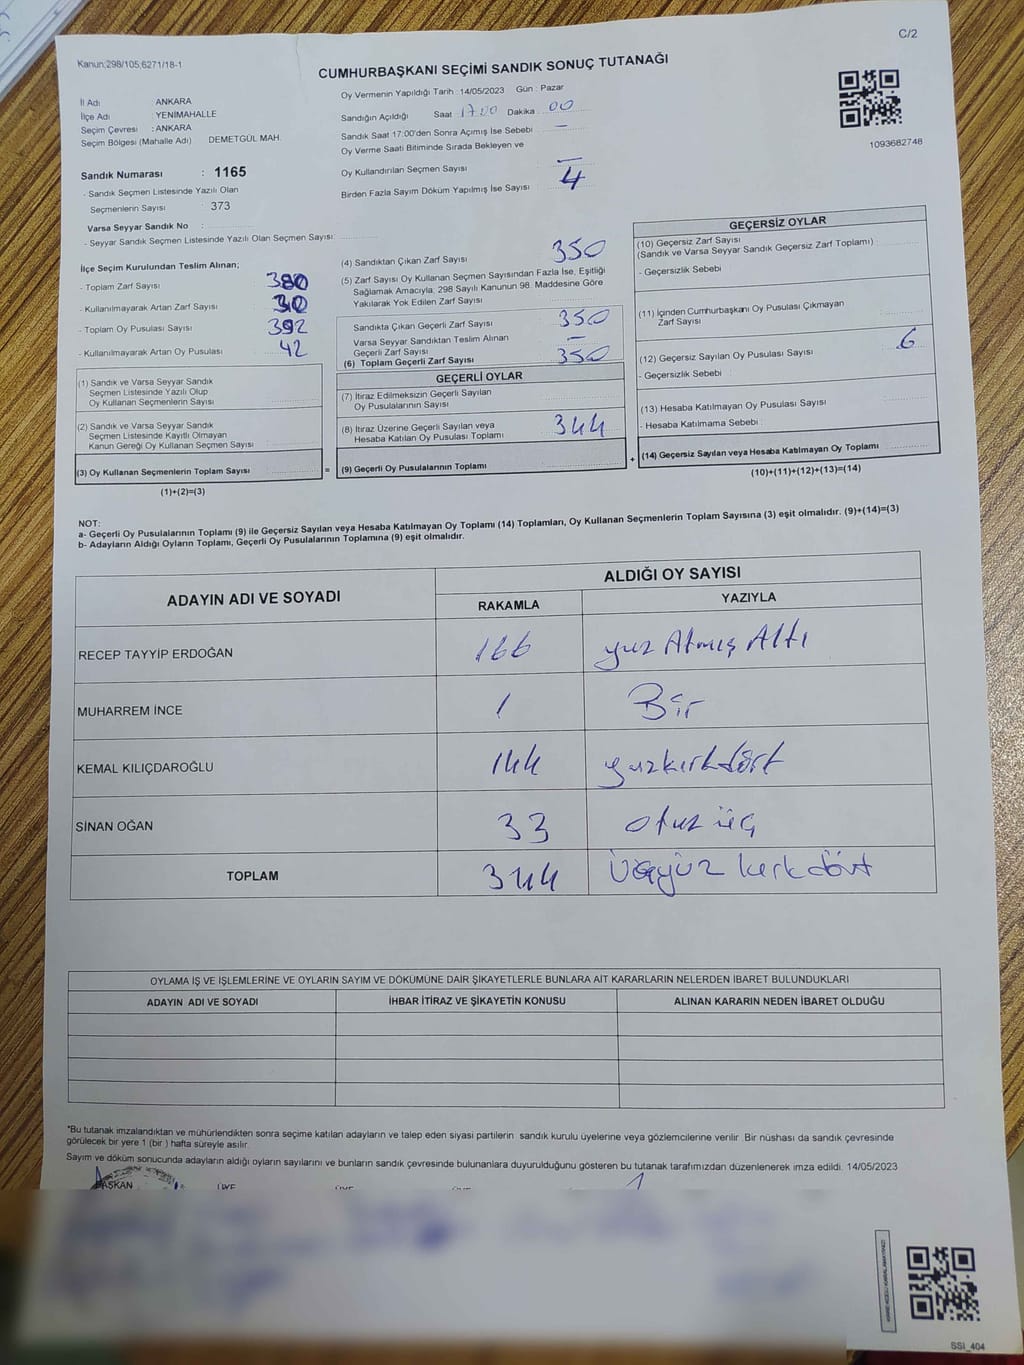 C/2
Kanun;298/105,6271/18-1
CUMHURBAŞKANI SEÇİMİ SANDIK SONUÇ TUTANAĞI
İl Adı ANKARA
İlçe Adı YENİMAHALLE
Seçim Çevresi : ANKARA
Seçim Bölgesi (Mahalle Adı) DEMETGÜL MAH.
Sandık Numarası : 1165
- Sandık Seçmen Listesinde Yazılı Olan
Seçmenlerin Sayısı : 373
Varsa Seyyar Sandık No :
- Seyyar Sandık Seçmen Listesinde Yazılı Olan Seçmen Sayısı:
Oy Vermenin Yapıldığı Tarih : 14/05/2023 Gün : Pazar
Sandığın Açıldığı Saat 17:00 Dakika 00
Sandık Saat 17:00'den Sonra Açımış İse Sebebi : —
Oy Verme Saati Bitiminde Sırada Bekleyen ve
Oy Kullandırılan Seçmen Sayısı : —
Birden Fazla Sayım Döküm Yapılmış İse Sayısı : 4
1093682748
İlçe Seçim Kurulundan Teslim Alınan;
- Toplam Zarf Sayısı : 380
- Kullanılmayarak Artan Zarf Sayısı : 30
- Toplam Oy Pusulası Sayısı : 392
- Kullanılmayarak Artan Oy Pusulası : 42
(1) Sandık ve Varsa Seyyar Sandık
Seçmen Listesinde Yazılı Olup
Oy Kullanan Seçmenlerin Sayısı :
(2) Sandık ve Varsa Seyyar Sandık
Seçmen Listesinde Kayıtlı Olmayan
Kanun Gereği Oy Kullanan Seçmen Sayısı :
(3) Oy Kullanan Seçmenlerin Toplam Sayısı
(1)+(2)=(3)
=
(4) Sandıktan Çıkan Zarf Sayısı : 350
(5) Zarf Sayısı Oy Kullanan Seçmen Sayısından Fazla İse, Eşitliği
Sağlamak Amacıyla, 298 Sayılı Kanunun 98. Maddesine Göre
Yakılarak Yok Edilen Zarf Sayısı :
Sandıkta Çıkan Geçerli Zarf Sayısı : 350
Varsa Seyyar Sandıktan Teslim Alınan
Geçerli Zarf Sayısı : —
(6) Toplam Geçerli Zarf Sayısı : 350
GEÇERLİ OYLAR
(7) İtiraz Edilmeksizin Geçerli Sayılan
Oy Pusulalarının Sayısı :
(8) İtiraz Üzerine Geçerli Sayılan veya
Hesaba Katılan Oy Pusulası Toplamı : 344
(9) Geçerli Oy Pusulalarının Toplamı
+
GEÇERSİZ OYLAR
(10) Geçersiz Zarf Sayısı
(Sandık ve Varsa Seyyar Sandık Geçersiz Zarf Toplamı) :
- Geçersizlik Sebebi :
(11) İçinden Cumhurbaşkanı Oy Pusulası Çıkmayan
Zarf Sayısı :
(12) Geçersiz Sayılan Oy Pusulası Sayısı : 6
- Geçersizlik Sebebi :
(13) Hesaba Katılmayan Oy Pusulası Sayısı :
- Hesaba Katılmama Sebebi :
(14) Geçersiz Sayılan veya Hesaba Katılmayan Oy Toplamı
(10)+(11)+(12)+(13)=(14)
NOT:
a- Geçerli Oy Pusulalarının Toplamı (9) ile Geçersiz Sayılan veya Hesaba Katılmayan Oy Toplamı (14) Toplamları, Oy Kullanan Seçmenlerin Toplam Sayısına (3) eşit olmalıdır. (9)+(14)=(3)
b- Adayların Aldığı Oyların Toplamı, Geçerli Oy Pusulalarının Toplamına (9) eşit olmalıdır.
ADAYIN ADI VE SOYADI ALDIĞI OY SAYISI
RAKAMLA YAZIYLA
RECEP TAYYİP ERDOĞAN 166 yuz Atmış Altı
MUHARREM İNCE 1 Bir
KEMAL KILIÇDAROĞLU 144 yuzkırkdört
SİNAN OĞAN 33 otuz üç
TOPLAM 344 Üçyüz kırkdört
OYLAMA İŞ VE İŞLEMLERİNE VE OYLARIN SAYIM VE DÖKÜMÜNE DAİR ŞİKAYETLERLE BUNLARA AİT KARARLARIN NELERDEN İBARET BULUNDUKLARI
ADAYIN ADI VE SOYADI İHBAR İTİRAZ VE ŞİKAYETİN KONUSU ALINAN KARARIN NEDEN İBARET OLDUĞU
*Bu tutanak imzalandıktan ve mühürlendikten sonra seçime katılan adayların ve talep eden siyasi partilerin sandık kurulu üyelerine veya gözlemcilerine verilir. Bir nüshası da sandık çevresinde
görülecek bir yere 1 (bir ) hafta süreyle asılır.
Sayım ve döküm sonucunda adayların aldığı oyların sayılarını ve bunların sandık çevresinde bulunanlara duyurulduğunu gösteren bu tutanak tarafımızdan düzenlenerek imza edildi. 14/05/2023
BAŞKAN ÜYE ÜYE ÜYE
SSI_404